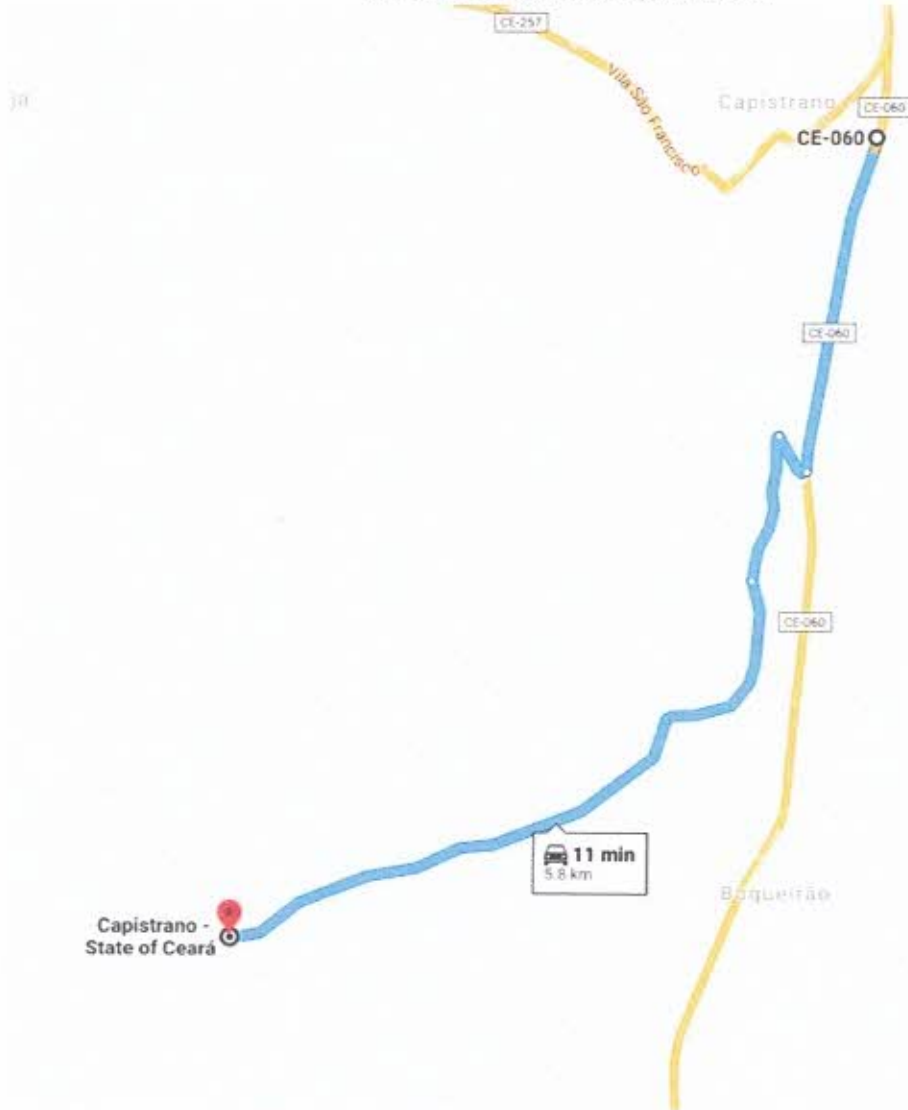 CE-257
Vila São Francisco
Capistrano
CE-060
CE-060
CE-060
CE-060
11 min
5.8 km
Boqueirão
Capistrano -
State of Ceará